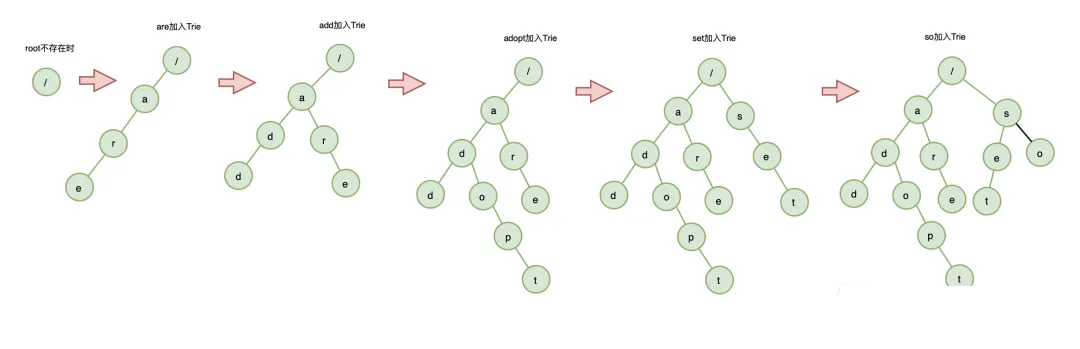 root不存在时
are加入Trie
add加入Trie
adopt加入Trie
set加入Trie
so加入Trie
/
/
a
r
e
/
a
d
r
d
e
/
a
d
r
d
o
e
p
t
/
a
s
d
r
e
d
o
e
t
p
t
/
a
s
d
r
e
o
d
o
e
t
p
t